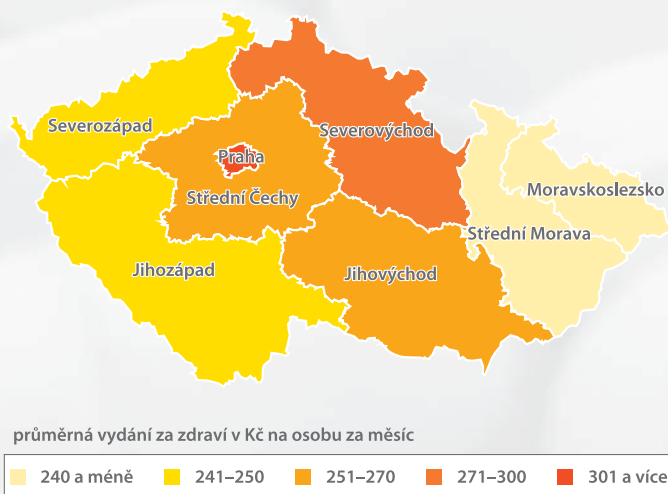 Severozápad
Severovýchod
Praha
Střední Čechy
Moravskoslezsko
Střední Morava
Jihozápad
Jihovýchod
průměrná vydání za zdraví v Kč na osobu za měsíc
240 a méně 241–250 251–270 271–300 301 a více